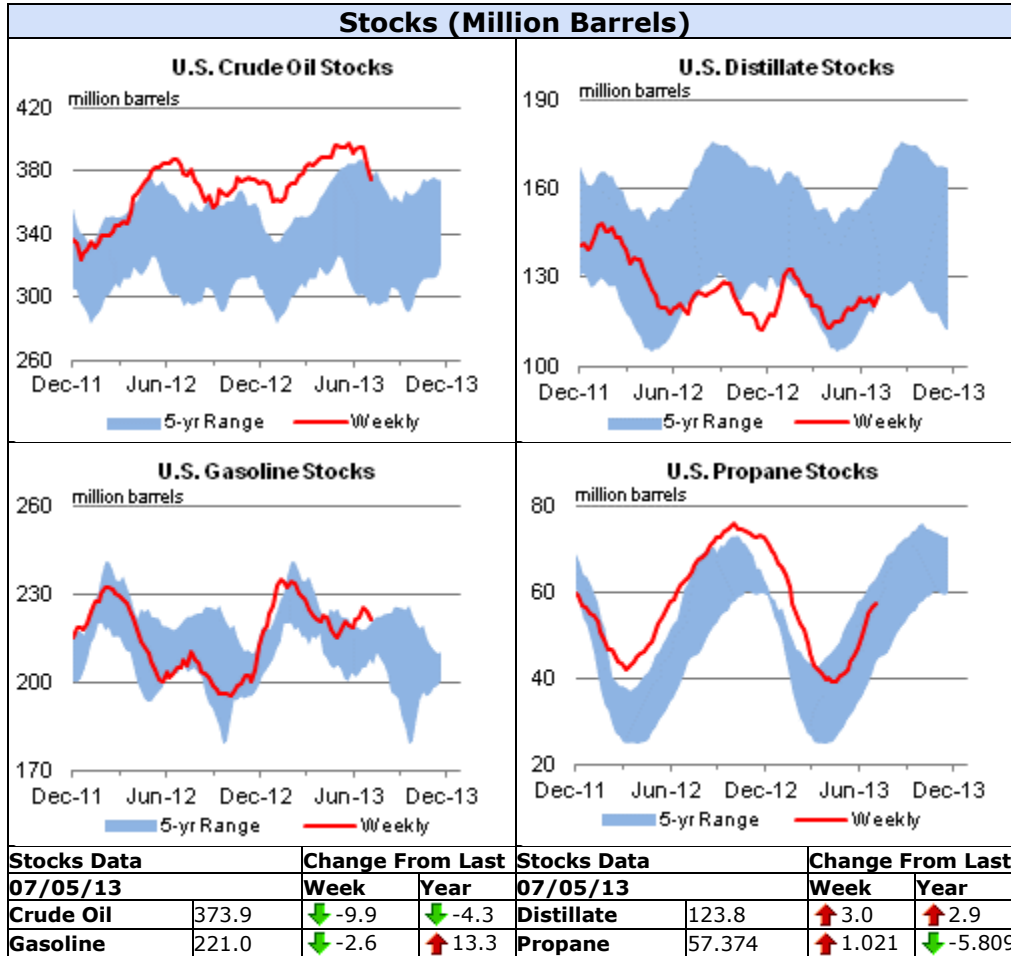 Stocks (Million Barrels)
U.S. Crude Oil Stocks
million barrels
420
380
340
300
260
Dec-11 Jun-12 Dec-12 Jun-13 Dec-13
5-yr Range Weekly
U.S. Distillate Stocks
million barrels
190
160
130
100
Dec-11 Jun-12 Dec-12 Jun-13 Dec-13
5-yr Range Weekly
U.S. Gasoline Stocks
million barrels
260
230
200
170
Dec-11 Jun-12 Dec-12 Jun-13 Dec-13
5-yr Range Weekly
U.S. Propane Stocks
million barrels
80
60
40
20
Dec-11 Jun-12 Dec-12 Jun-13 Dec-13
5-yr Range Weekly
Stocks Data Change From Last Stocks Data Change From Last
07/05/13 Week Year 07/05/13 Week Year
Crude Oil 373.9 -9.9 -4.3 Distillate 123.8 3.0 2.9
Gasoline 221.0 -2.6 13.3 Propane 57.374 1.021 -5.809